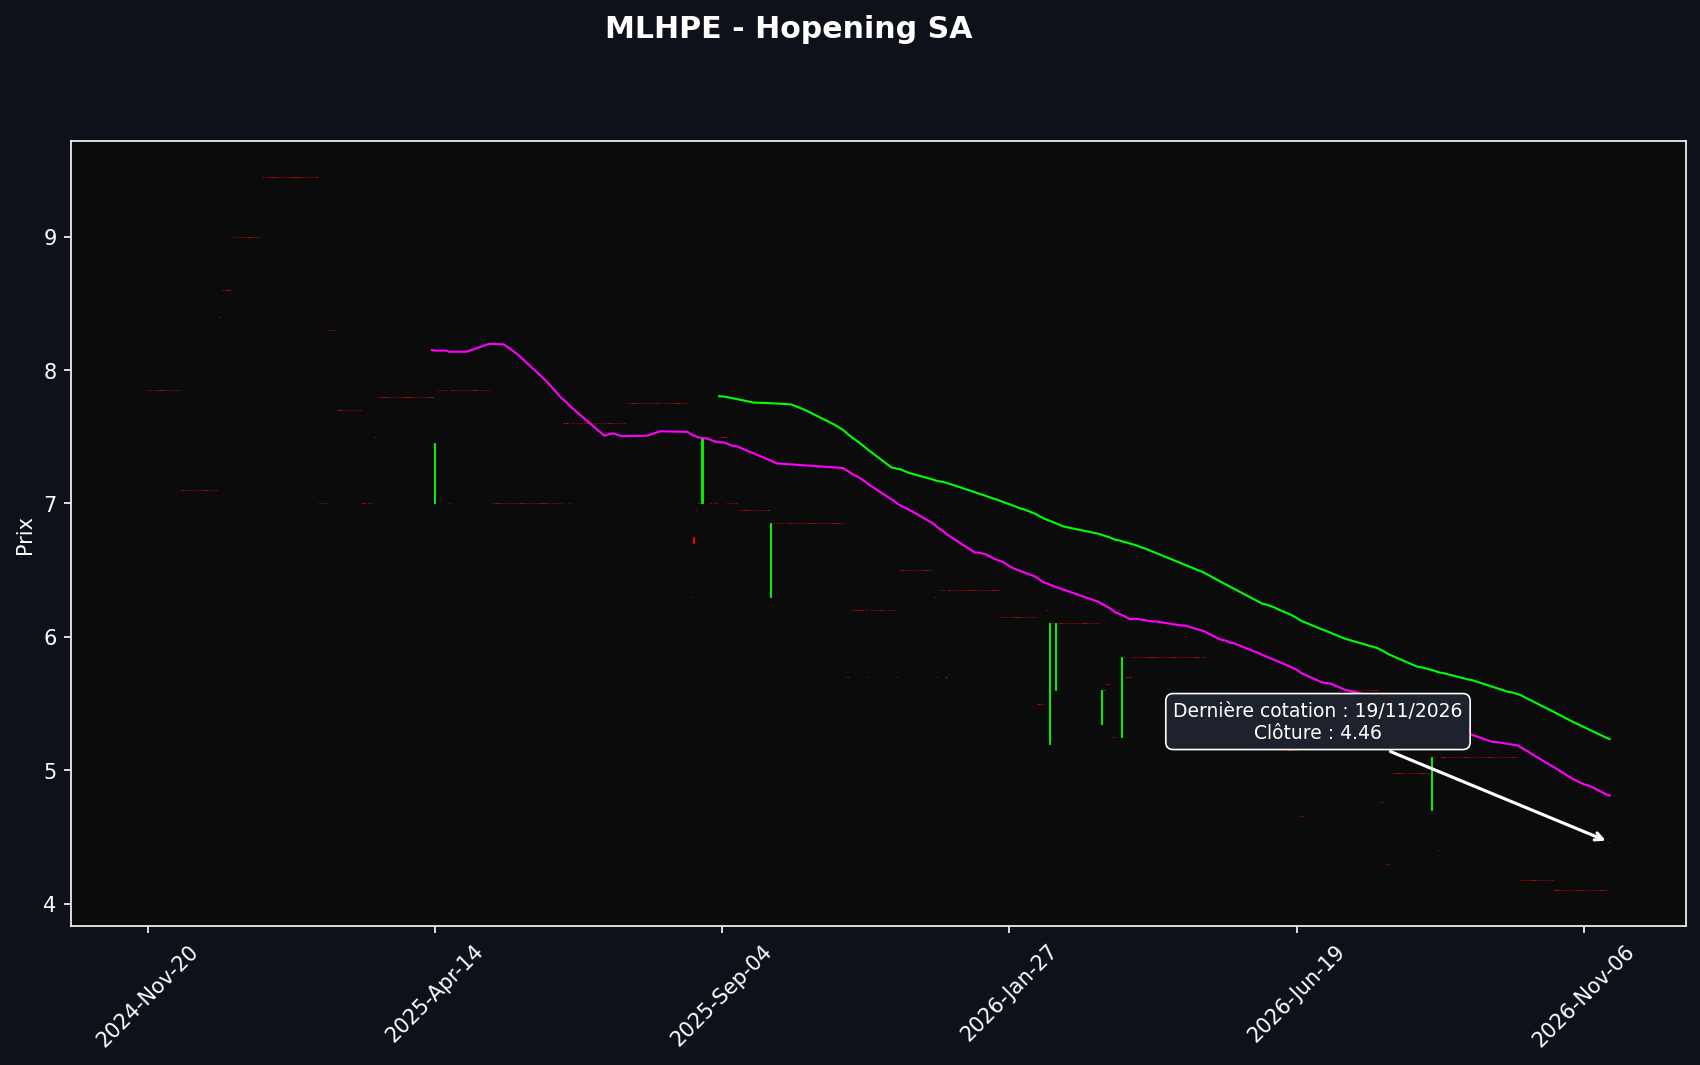 MLHPE - Hopening SA
Prix
9
8
7
6
5
4
Dernière cotation : 19/11/2026
Clôture : 4.46
2024-Nov-20
2025-Apr-14
2025-Sep-04
2026-Jan-27
2026-Jun-19
2026-Nov-06